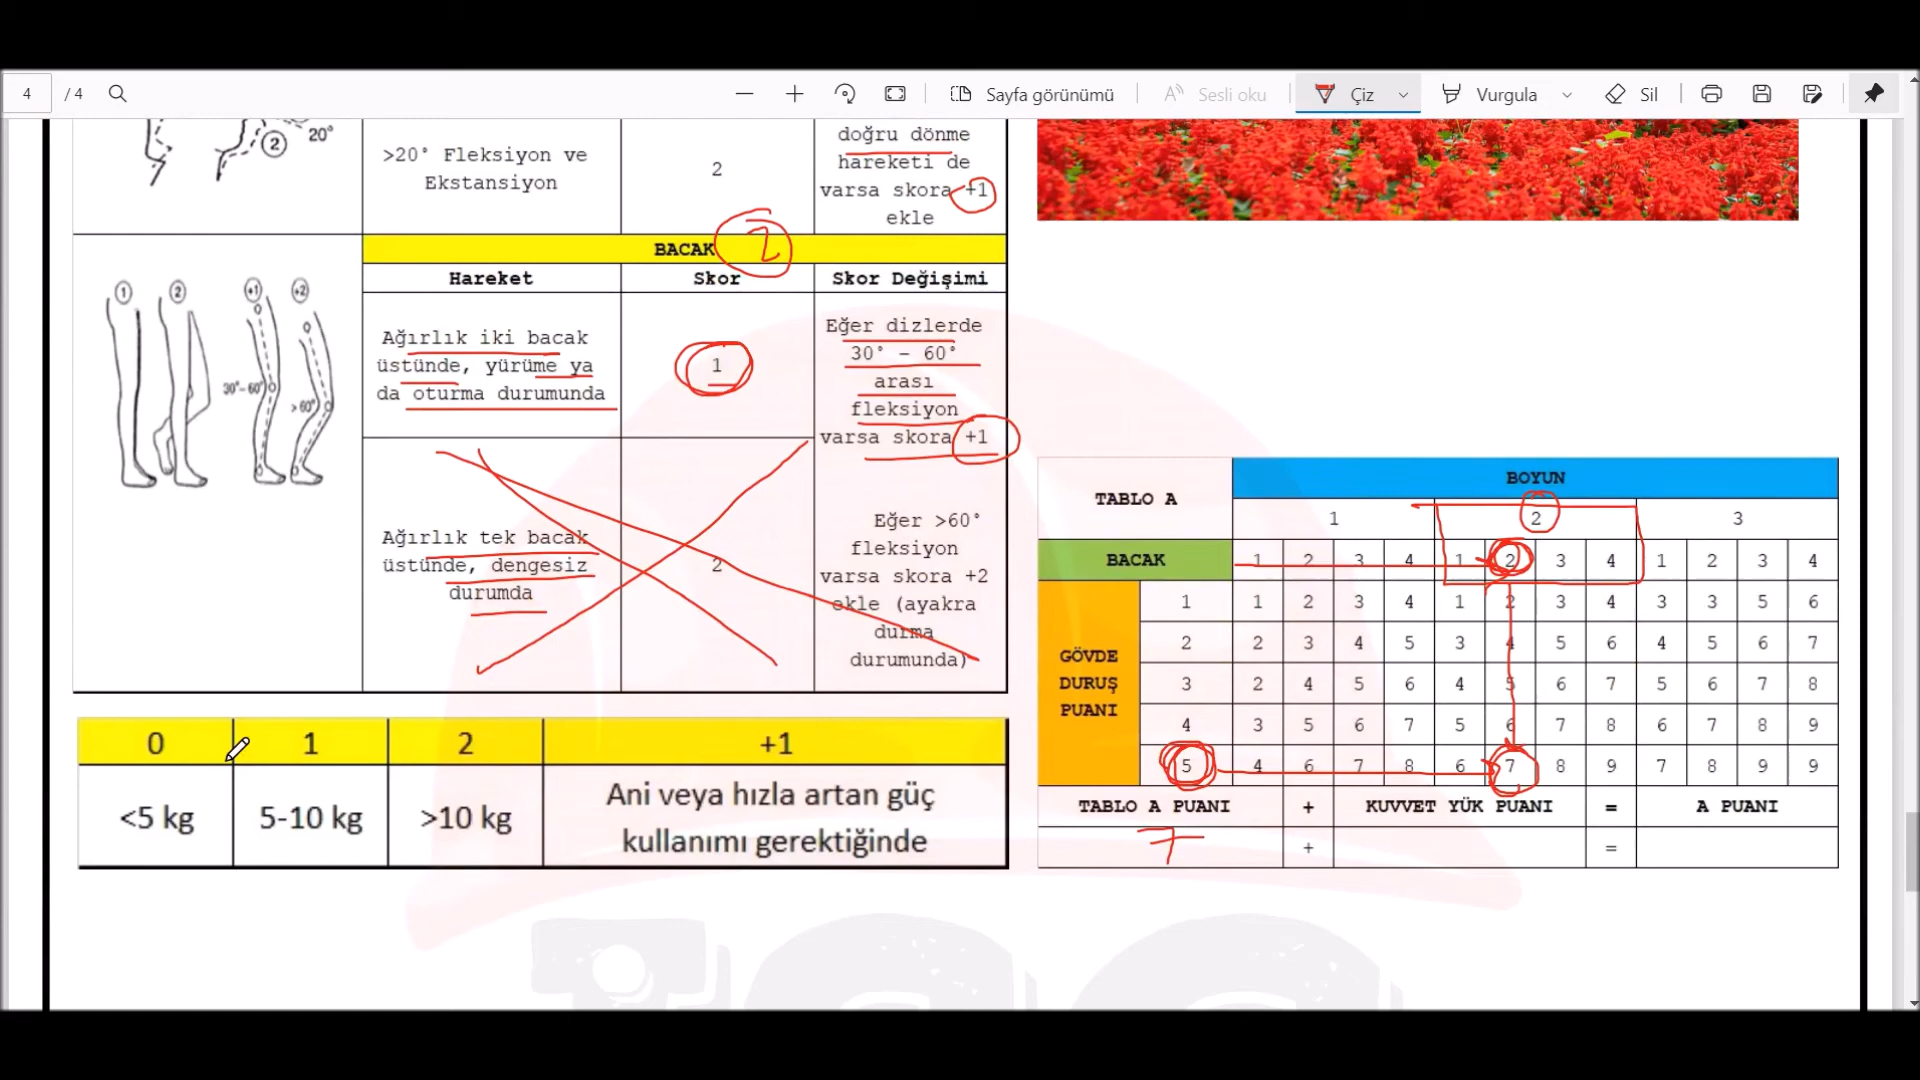 4 / 4
Sayfa görünümü
Sesli oku
Çiz
Vurgula
Sil
2 20°
>20° Fleksiyon ve
Ekstansiyon
2
doğru dönme
hareketi de
varsa skora +1
ekle
BACAK 2
Hareket Skor Skor Değişimi
1 2 +1 +2
30°-60°
>60°
Ağırlık iki bacak
üstünde, yürüme ya
da oturma durumunda
1
Eğer dizlerde
30° – 60°
arası
fleksiyon
varsa skora +1
Ağırlık tek bacak
üstünde, dengesiz
durumda
2
Eğer >60°
fleksiyon
varsa skora +2
ekle (ayakra
durma
durumunda)
0 1 2 +1
<5 kg 5-10 kg >10 kg
Ani veya hızla artan güç
kullanımı gerektiğinde
TABLO A
BOYUN
1 2 3
BACAK 1 2 3 4 1 2 3 4 1 2 3 4
GÖVDE
DURUŞ
PUANI
1 1 2 3 4 1 2 3 4 3 3 5 6
2 2 3 4 5 3 4 5 6 4 5 6 7
3 2 4 5 6 4 5 6 7 5 6 7 8
4 3 5 6 7 5 6 7 8 6 7 8 9
5 4 6 7 8 6 7 8 9 7 8 9 9
TABLO A PUANI + KUVVET YÜK PUANI = A PUANI
7 + =